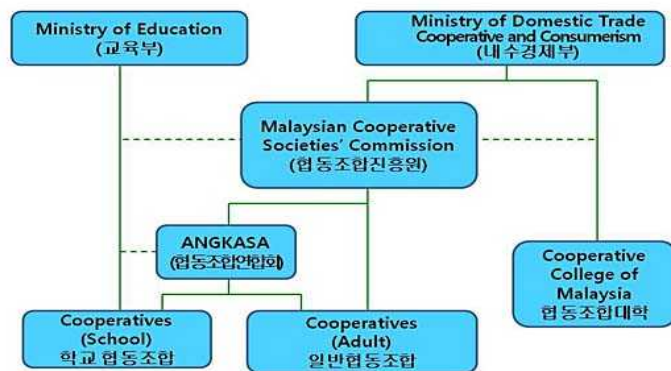 Ministry of Education
(교육부)
Ministry of Domestic Trade
Cooperative and Consumerism
(내수경제부)
Malaysian Cooperative
Societies' Commission
(협동조합진흥원)
ANGKASA
(협동조합연합회)
Cooperative
College of
Malaysia
협동조합대학
Cooperatives
(School)
학교 협동조합
Cooperatives
(Adult)
일반협동조합